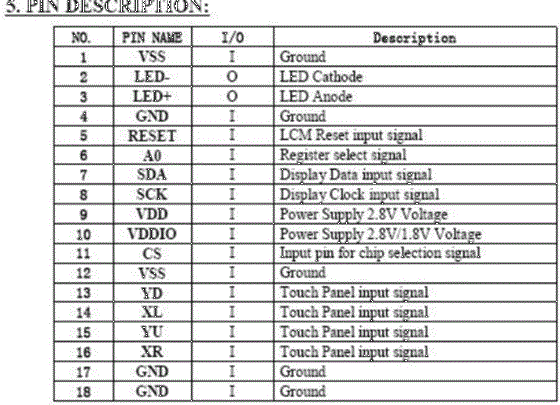 5. PIN DESCRIPTION:
NO. PIN NAME I/O Description
1 VSS I Ground
2 LED- O LED Cathode
3 LED+ O LED Anode
4 GND I Ground
5 RESET I LCM Reset input signal
6 A0 I Register select signal
7 SDA I Display Data input signal
8 SCK I Display Clock input signal
9 VDD I Power Supply 2.8V Voltage
10 VDDIO I Power Supply 2.8V/1.8V Voltage
11 CS I Input pin for chip selection signal
12 VSS I Ground
13 YD I Touch Panel input signal
14 XL I Touch Panel input signal
15 YU I Touch Panel input signal
16 XR I Touch Panel input signal
17 GND I Ground
18 GND I Ground